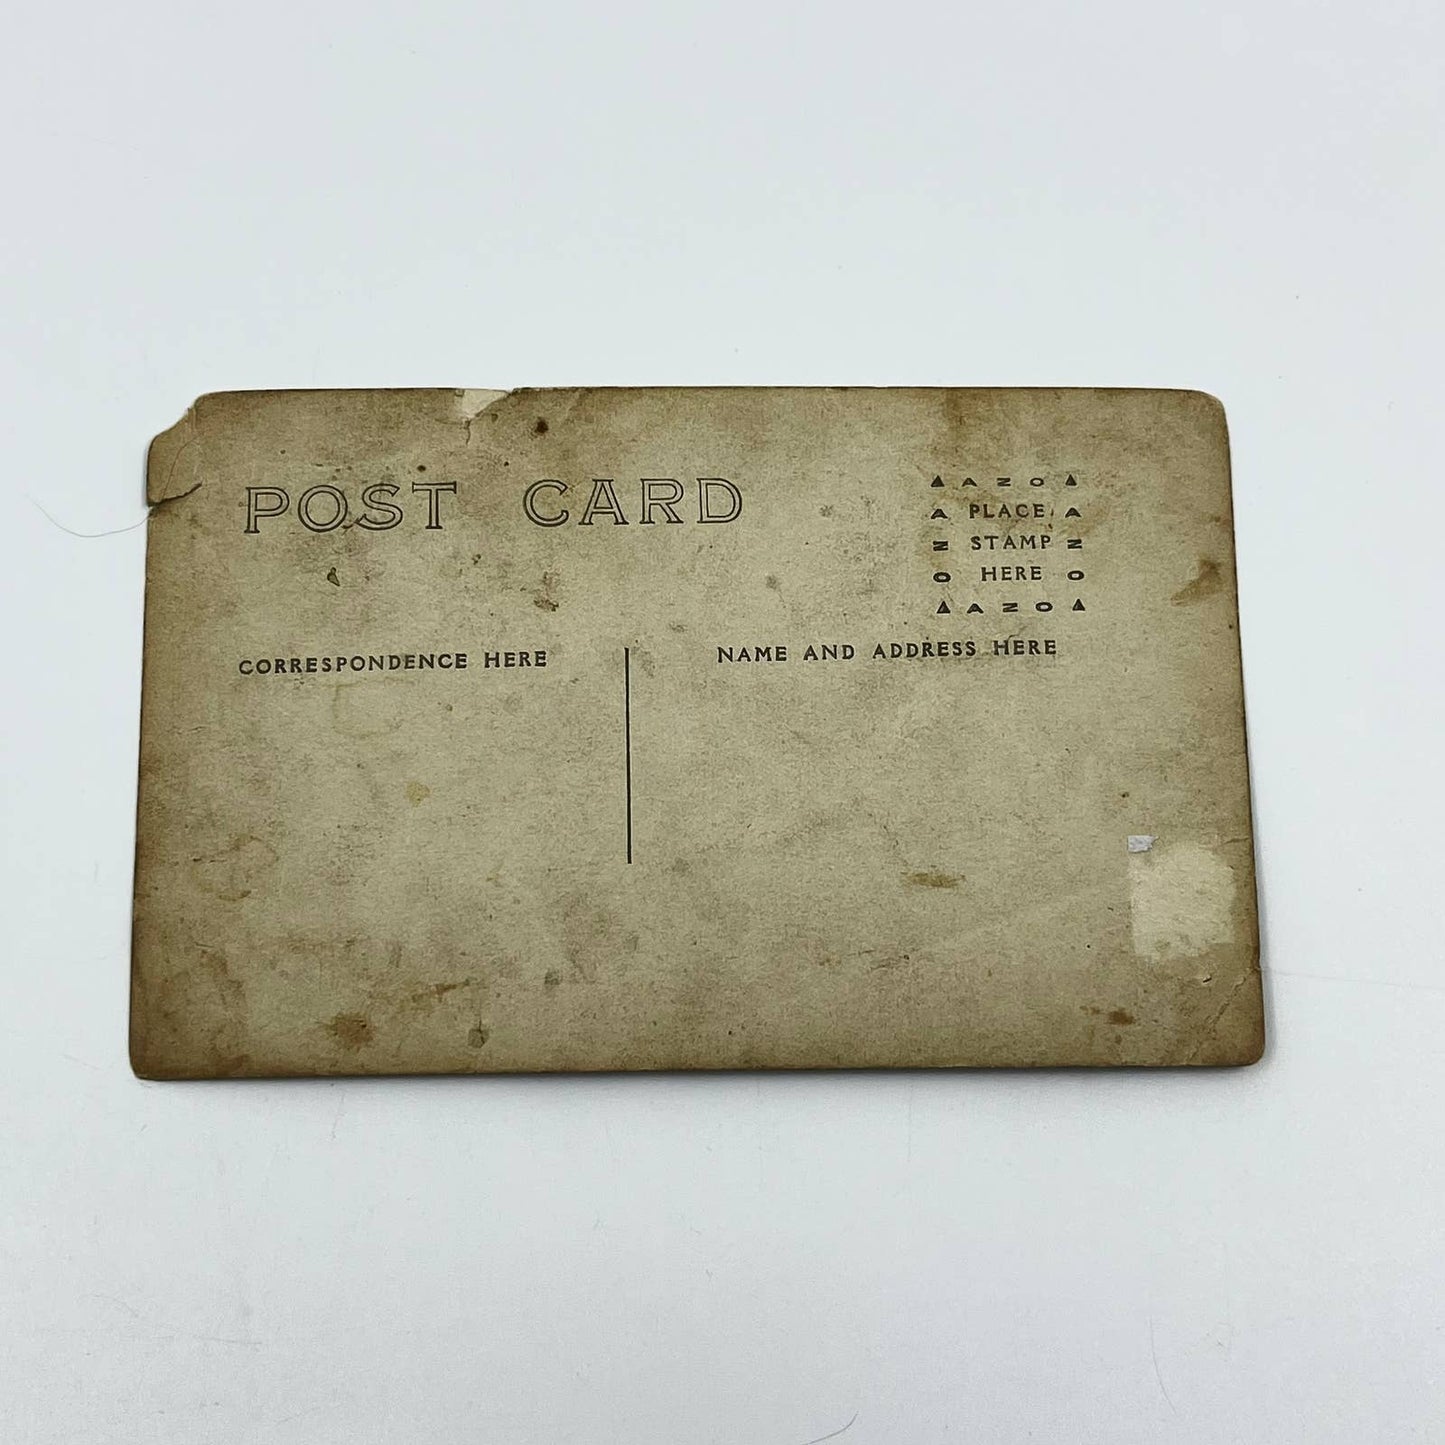 POST CARD
▲ AZO ▲
A PLACE A
Z STAMP Z
O HERE O
▲ AZO ▲
CORRESPONDENCE HERE
NAME AND ADDRESS HERE